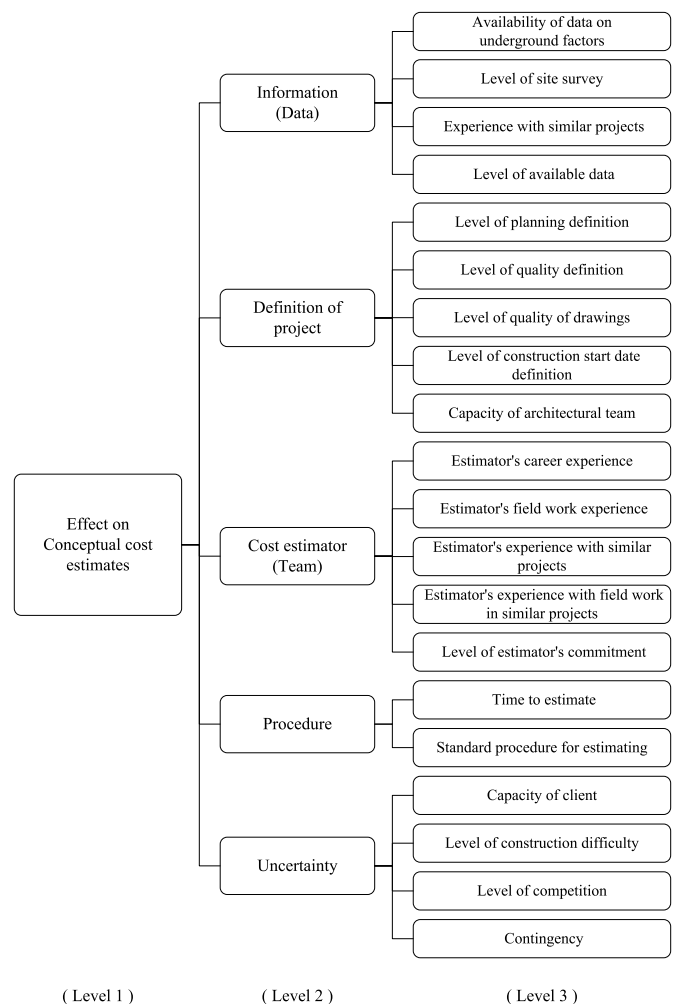 Availability of data on
underground factors
Level of site survey
Information
(Data)
Experience with similar projects
Level of available data
Level of planning definition
Level of quality definition
Definition of
project
Level of quality of drawings
Level of construction start date
definition
Capacity of architectural team
Estimator's career experience
Estimator's field work experience
Effect on
Conceptual cost
estimates
Cost estimator
(Team)
Estimator's experience with similar
projects
Estimator's experience with field work
in similar projects
Level of estimator's commitment
Time to estimate
Procedure
Standard procedure for estimating
Capacity of client
Level of construction difficulty
Uncertainty
Level of competition
Contingency
( Level 1 )
( Level 2 )
( Level 3 )